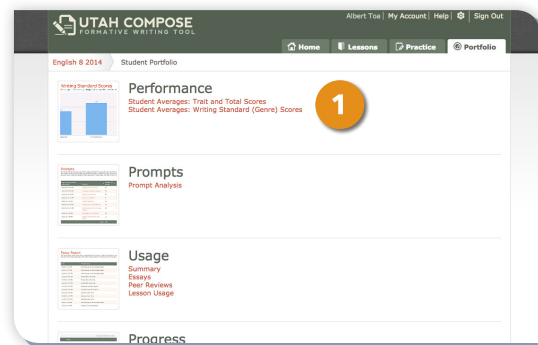 UTAH COMPOSE
FORMATIVE WRITING TOOL
Albert Toa | My Account | Help | Sign Out
Home Lessons Practice Portfolio
English 8 2014 Student Portfolio
Writing Standard Scores
Performance
Student Averages: Trait and Total Scores
Student Averages: Writing Standard (Genre) Scores
1
Prompts
Prompts
Prompt Analysis
Usage
Summary
Essays
Peer Reviews
Lesson Usage
Progress